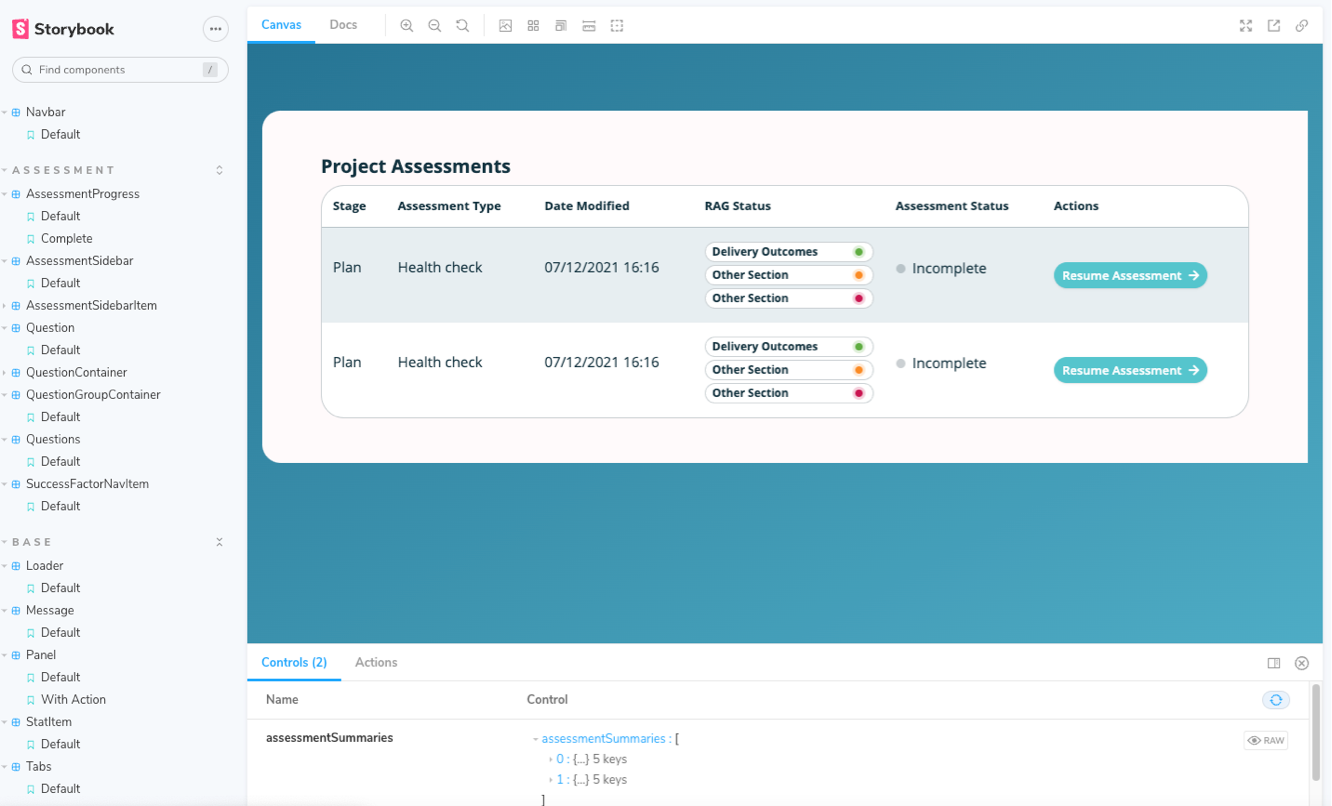 Storybook
Find components
/
Navbar
Default
ASSESSMENT
AssessmentProgress
Default
Complete
AssessmentSidebar
Default
AssessmentSidebarItem
Question
Default
QuestionContainer
QuestionGroupContainer
Default
Questions
Default
SuccessFactorNavItem
Default
BASE
Loader
Default
Message
Default
Panel
Default
With Action
StatItem
Default
Tabs
Default
Canvas Docs
Project Assessments
Stage Assessment Type Date Modified RAG Status Assessment Status Actions
Plan Health check 07/12/2021 16:16 Delivery Outcomes Incomplete Resume Assessment →
Other Section
Other Section
Plan Health check 07/12/2021 16:16 Delivery Outcomes Incomplete Resume Assessment →
Other Section
Other Section
Controls (2) Actions
Name Control
assessmentSummaries assessmentSummaries : [ RAW
0 : {...} 5 keys
1 : {...} 5 keys
]